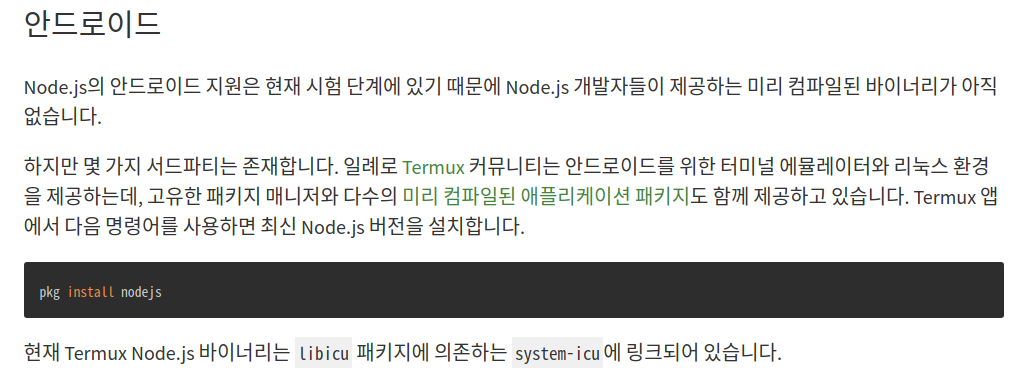 안드로이드
Node.js의 안드로이드 지원은 현재 시험 단계에 있기 때문에 Node.js 개발자들이 제공하는 미리 컴파일된 바이너리가 아직
없습니다.
하지만 몇 가지 서드파티는 존재합니다. 일례로 Termux 커뮤니티는 안드로이드를 위한 터미널 에뮬레이터와 리눅스 환경
을 제공하는데, 고유한 패키지 매니저와 다수의 미리 컴파일된 애플리케이션 패키지도 함께 제공하고 있습니다. Termux 앱
에서 다음 명령어를 사용하면 최신 Node.js 버전을 설치합니다.
pkg install nodejs
현재 Termux Node.js 바이너리는 libicu 패키지에 의존하는 system-icu에 링크되어 있습니다.